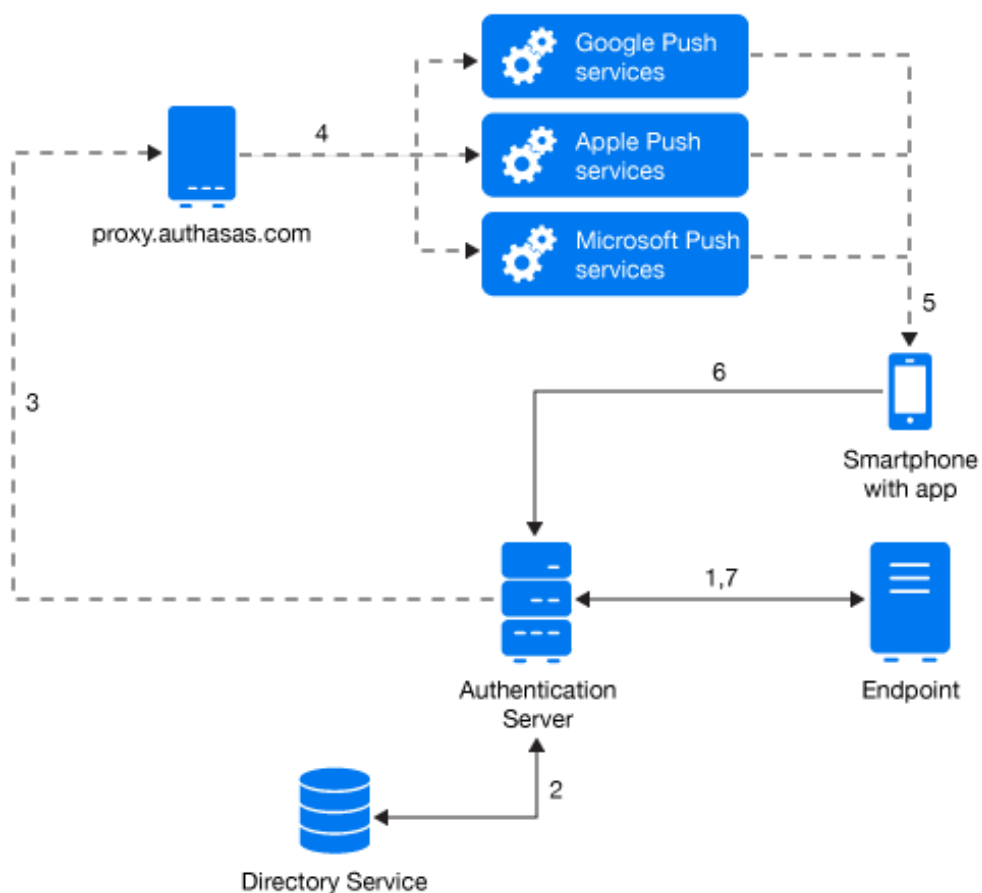 Google Push
services
4
Apple Push
services
proxy.authasas.com
Microsoft Push
services
5
3
6
Smartphone
with app
1,7
Authentication
Server
Endpoint
2
Directory Service